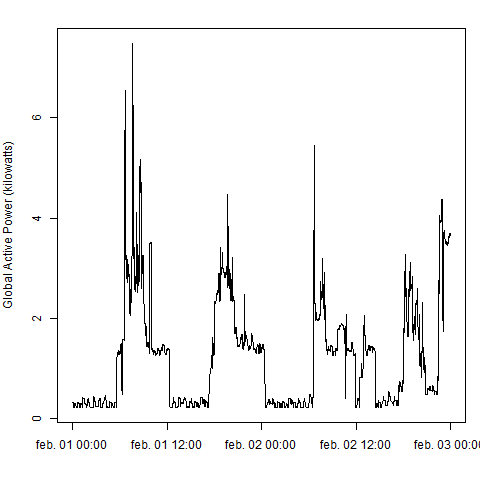 Global Active Power (kilowatts)
6
4
2
0
feb. 01 00:00
feb. 01 12:00
feb. 02 00:00
feb. 02 12:00
feb. 03 00:00